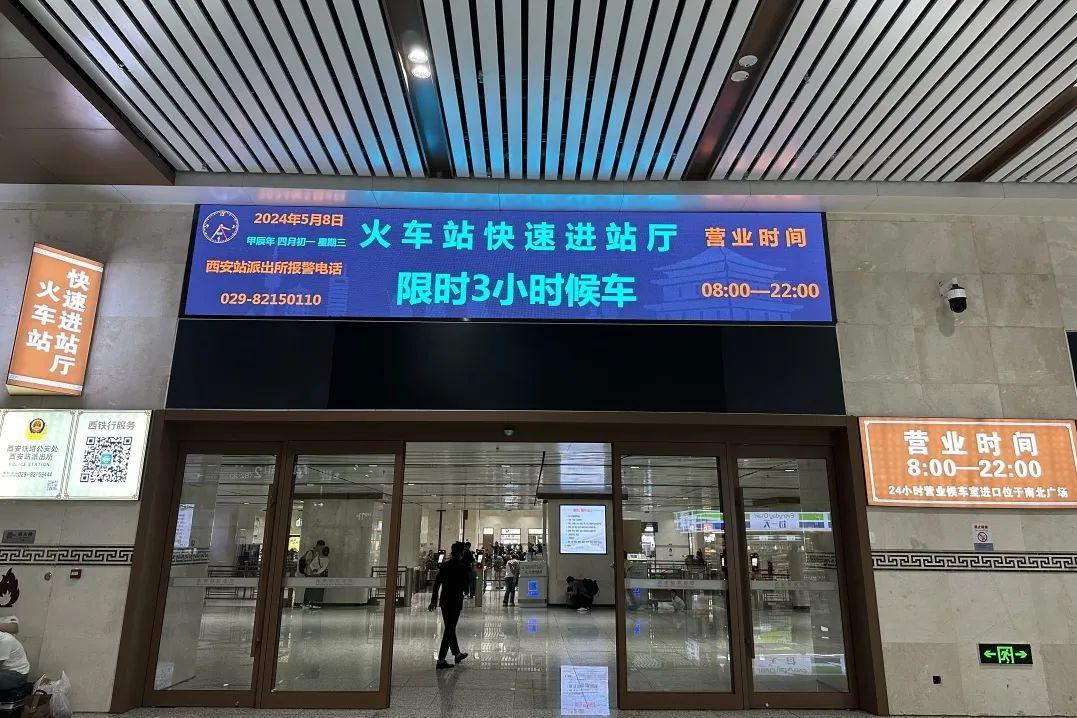 2024年5月8日
甲辰年 四月初一 星期三
西安站派出所报警电话
029-82150110
火车站快速进站厅
限时3小时候车
营业时间
08:00—22:00
快速进站厅
火车站
西安铁路公安处
西安站派出所
POLICE STATION
西铁行服务
营业时间
8:00—22:00
24小时营业候车室进口位于南北广场